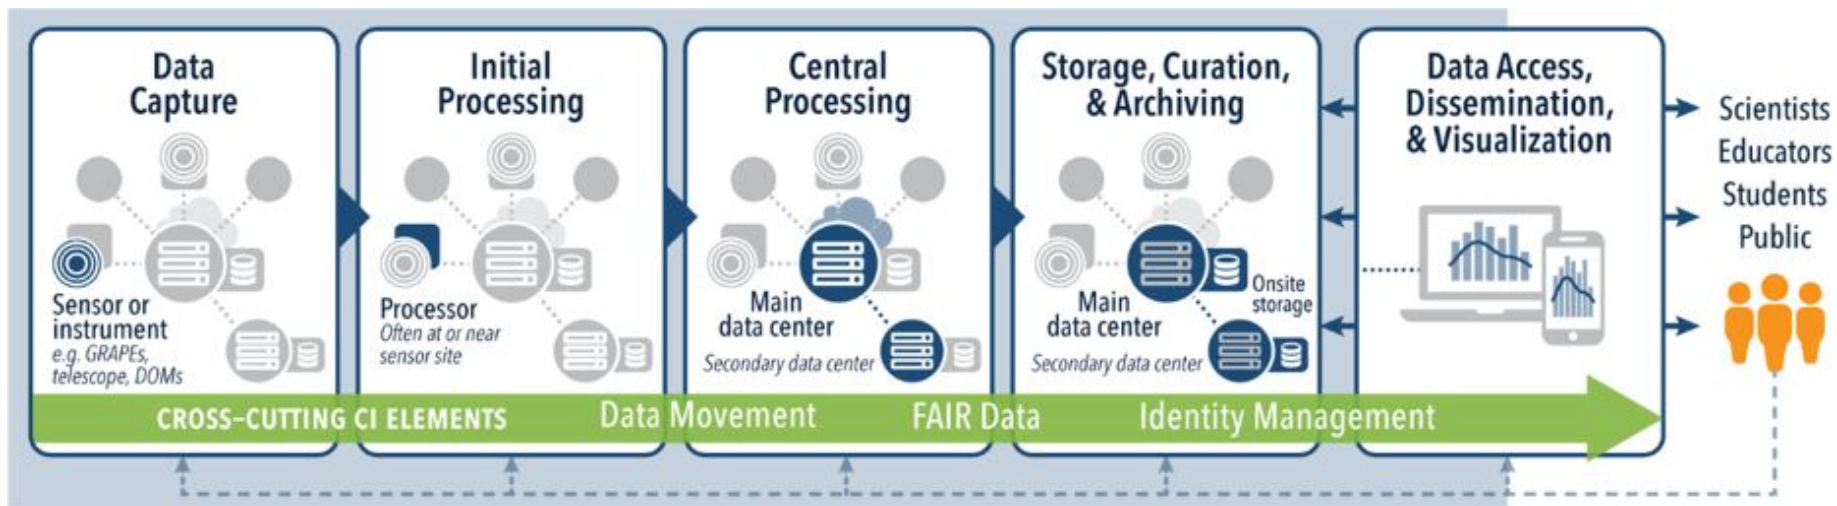 Data
Capture
Sensor or
instrument
e.g. GRAPEs,
telescope, DOMs
Initial
Processing
Processor
Often at or near
sensor site
Central
Processing
Main
data center
Secondary data center
Storage, Curation,
& Archiving
Onsite
storage
Main
data center
Secondary data center
Data Access,
Dissemination,
& Visualization
Scientists
Educators
Students
Public
CROSS–CUTTING CI ELEMENTS Data Movement FAIR Data Identity Management